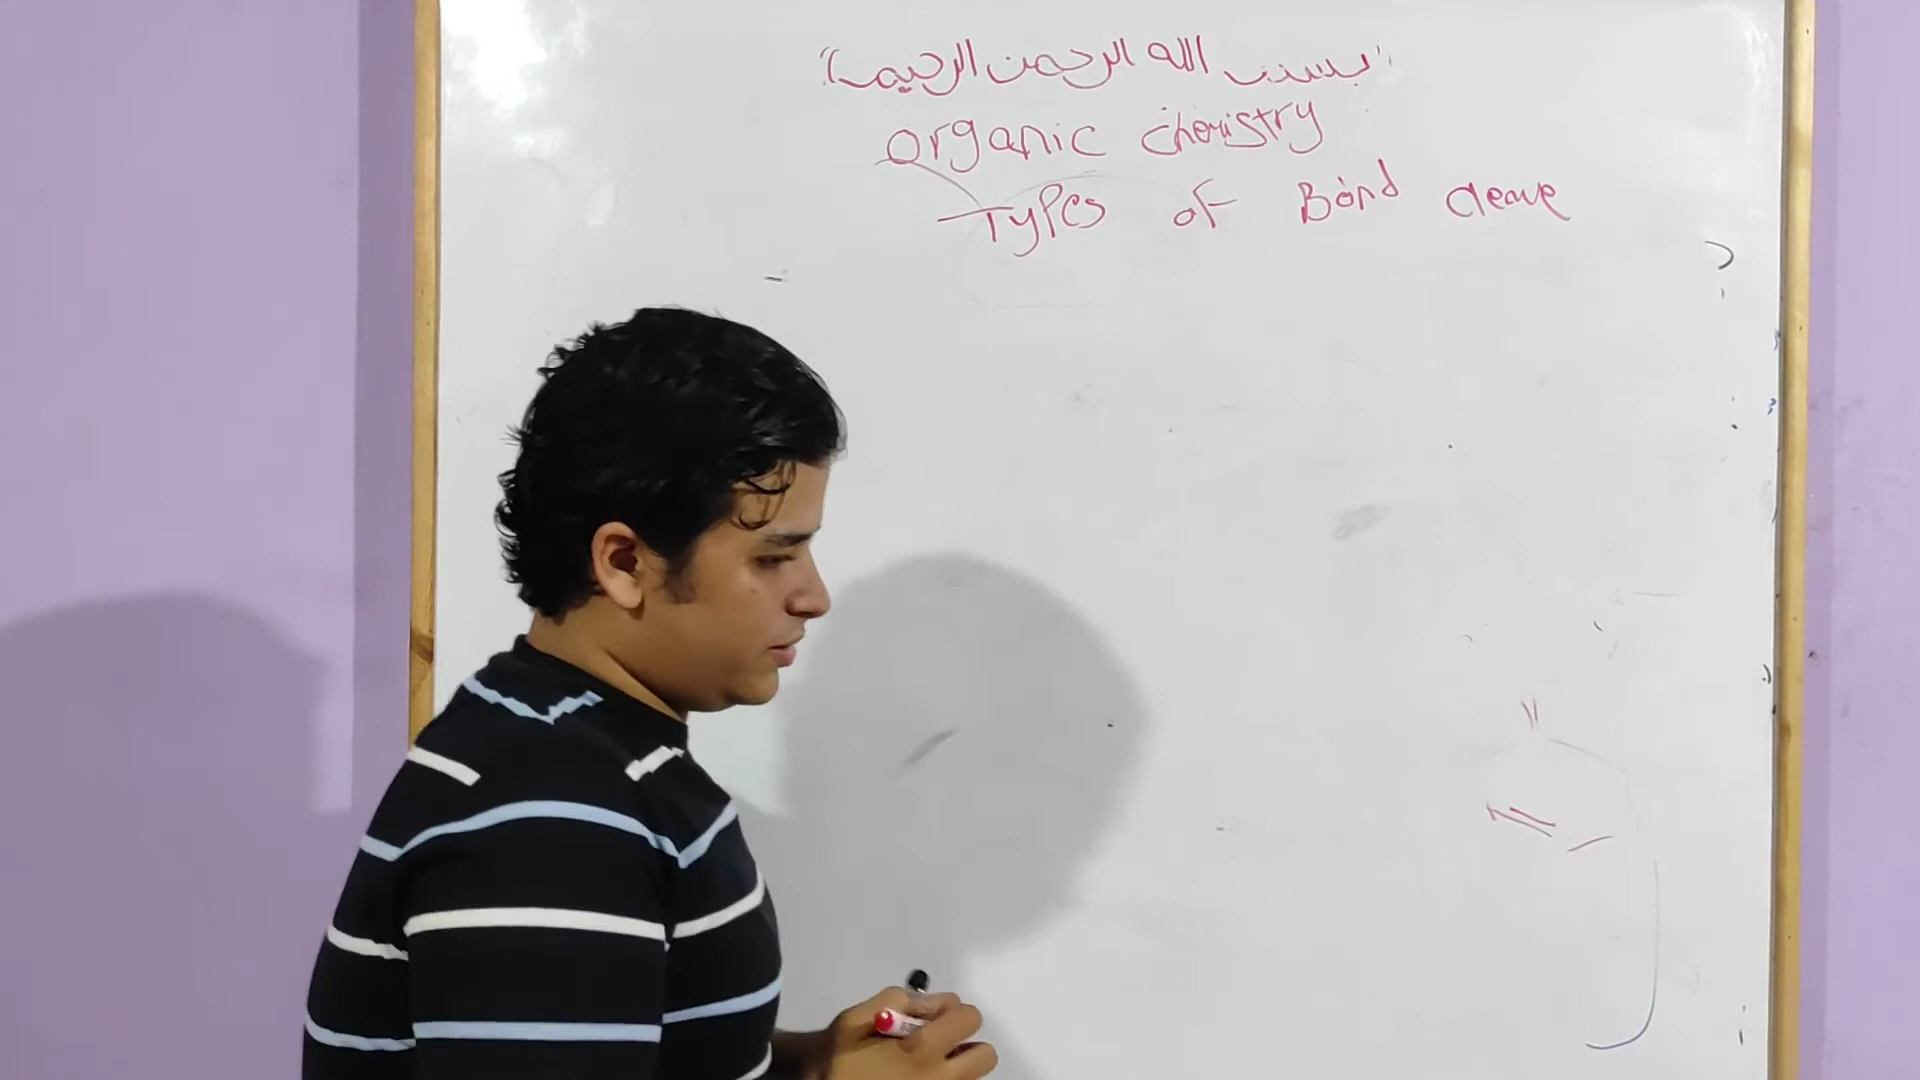 "بسم الله الرحمن الرحيم"
Organic chemistry
Types of Bond cleave